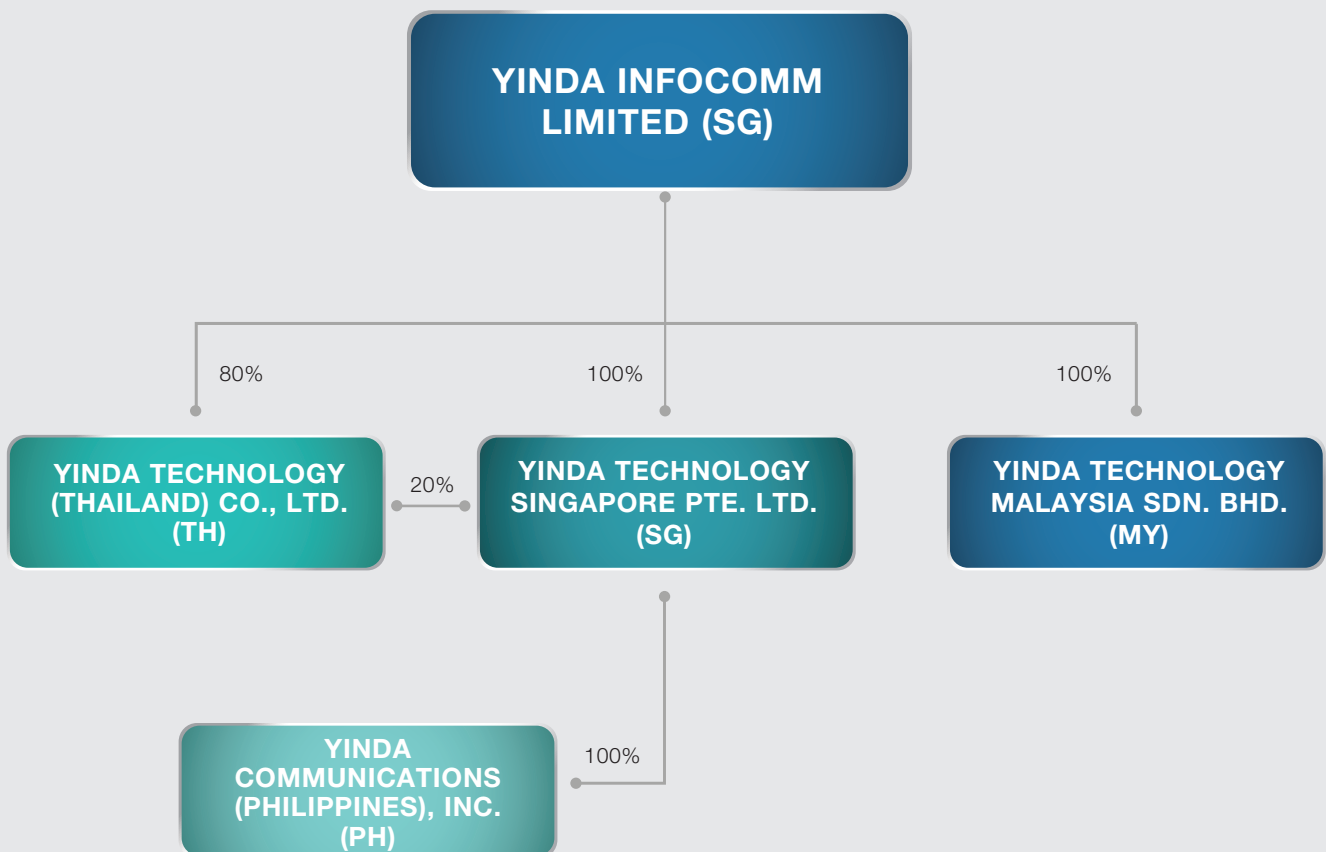 YINDA INFOCOMM
LIMITED (SG)
80%
100%
100%
YINDA TECHNOLOGY
(THAILAND) CO., LTD.
(TH)
20%
YINDA TECHNOLOGY
SINGAPORE PTE. LTD.
(SG)
YINDA TECHNOLOGY
MALAYSIA SDN. BHD.
(MY)
YINDA
COMMUNICATIONS
(PHILIPPINES), INC.
(PH)
100%